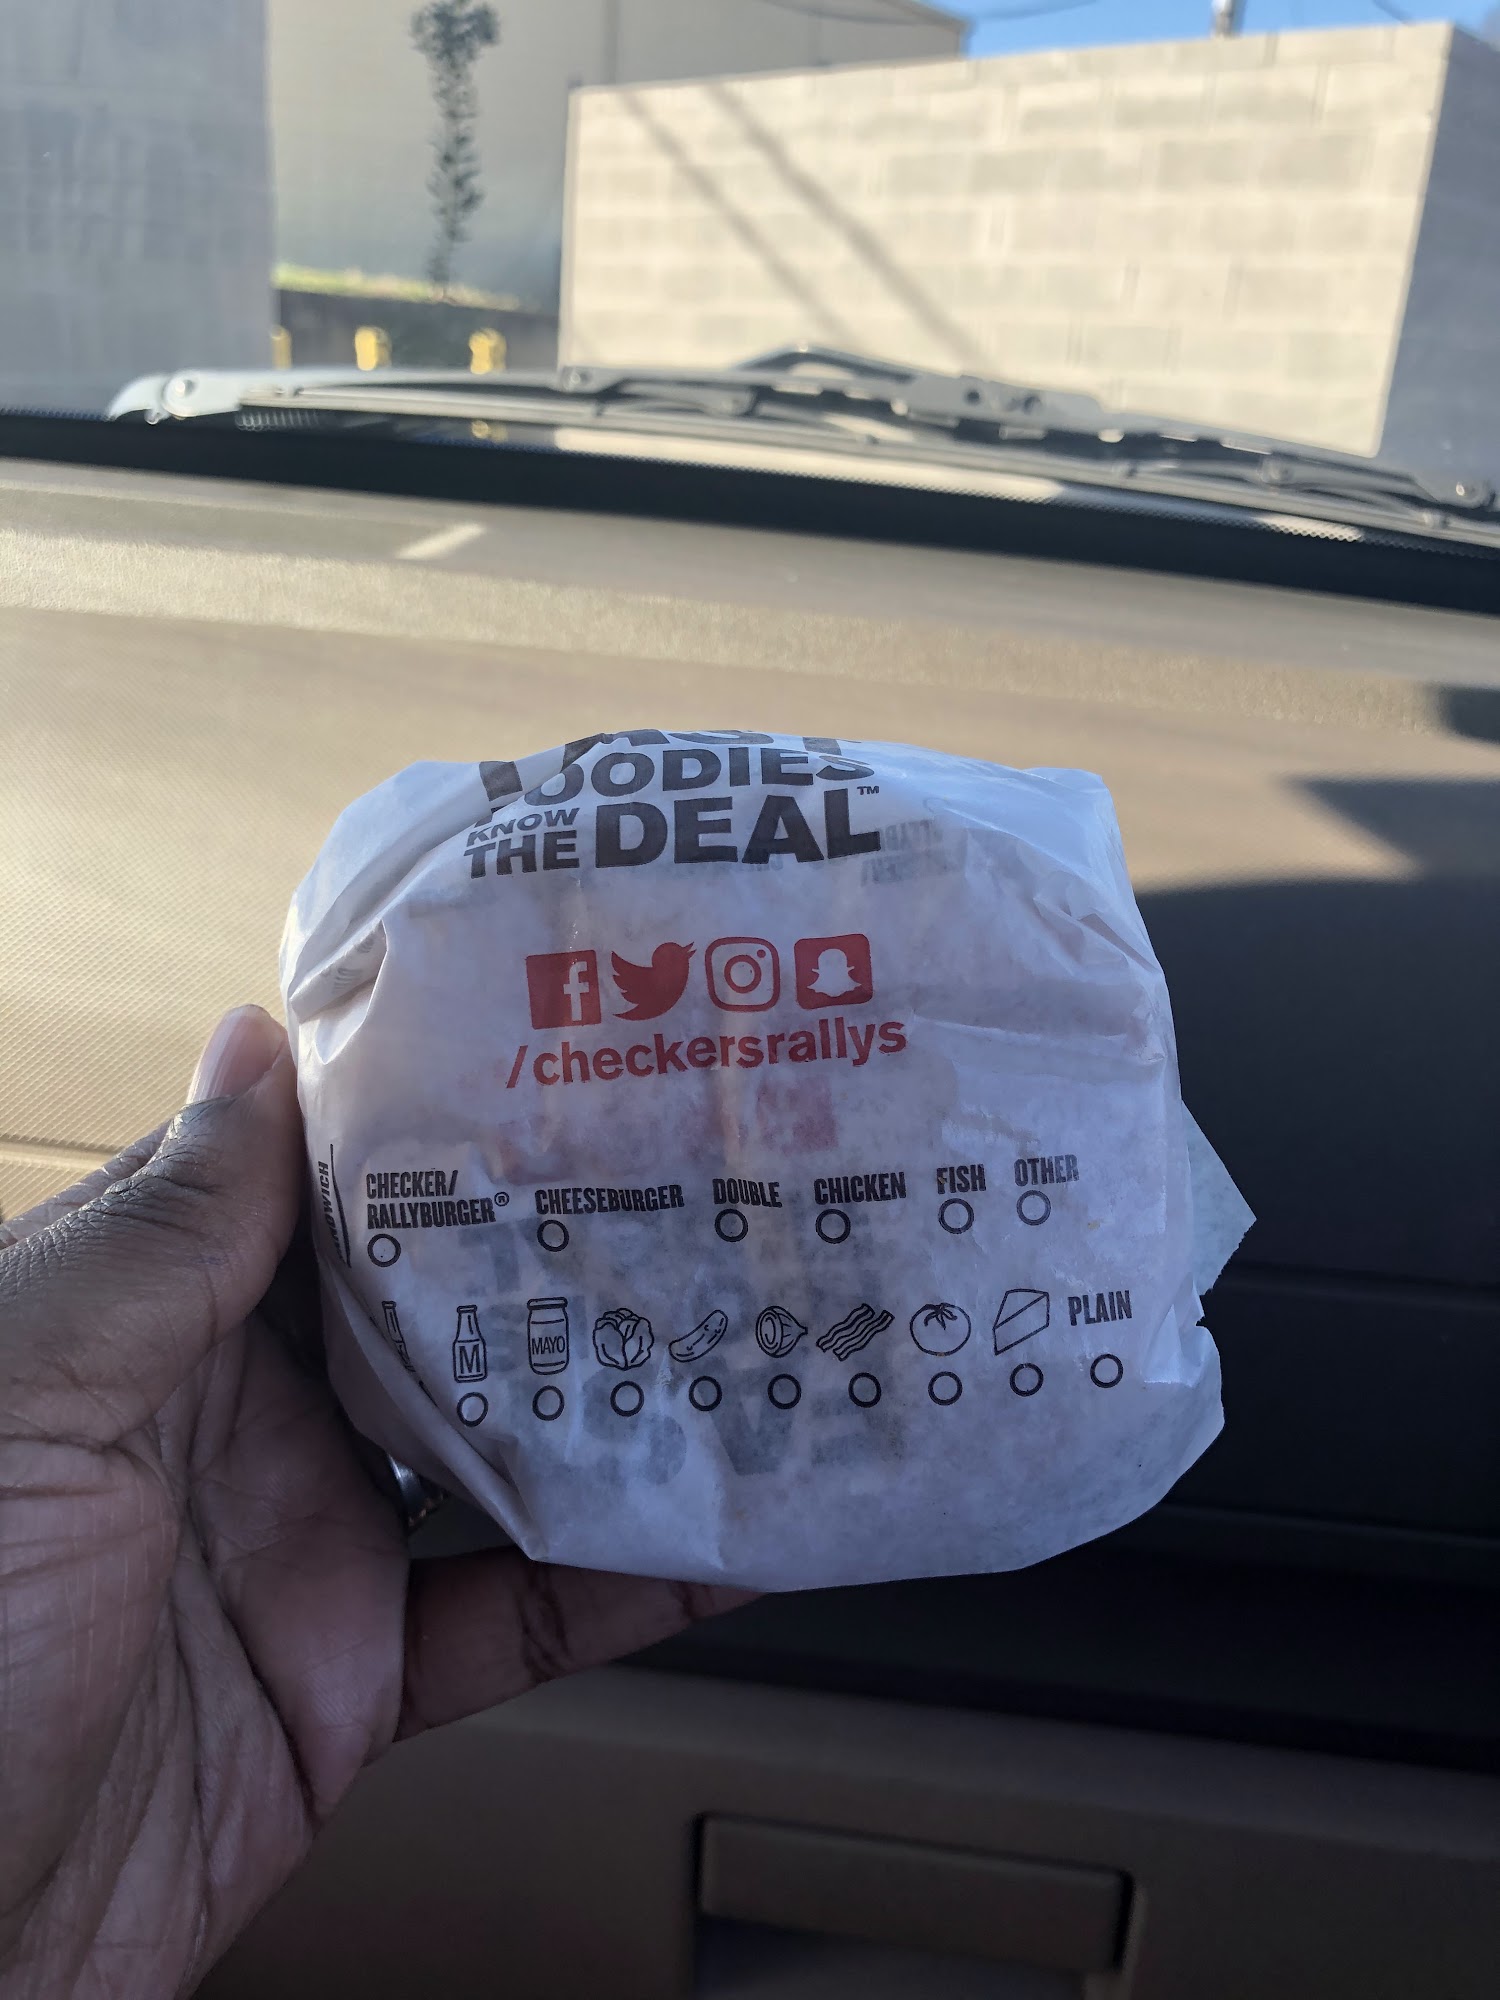 FOODIES
KNOW
THE DEAL™
f
/checkersrallys
CHECKER/
RALLYBURGER® CHEESEBURGER DOUBLE CHICKEN FISH OTHER
M MAYO PLAIN